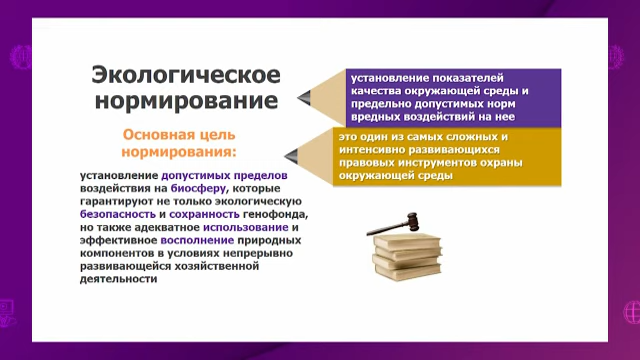 Экологическое
нормирование
Основная цель
нормирования:
установление допустимых пределов
воздействия на биосферу, которые
гарантируют не только экологическую
безопасность и сохранность генофонда,
но также адекватное использование и
эффективное восполнение природных
компонентов в условиях непрерывно
развивающейся хозяйственной
деятельности
установление показателей
качества окружающей среды и
предельно допустимых норм
вредных воздействий на нее
это один из самых сложных и
интенсивно развивающихся
правовых инструментов охраны
окружающей среды